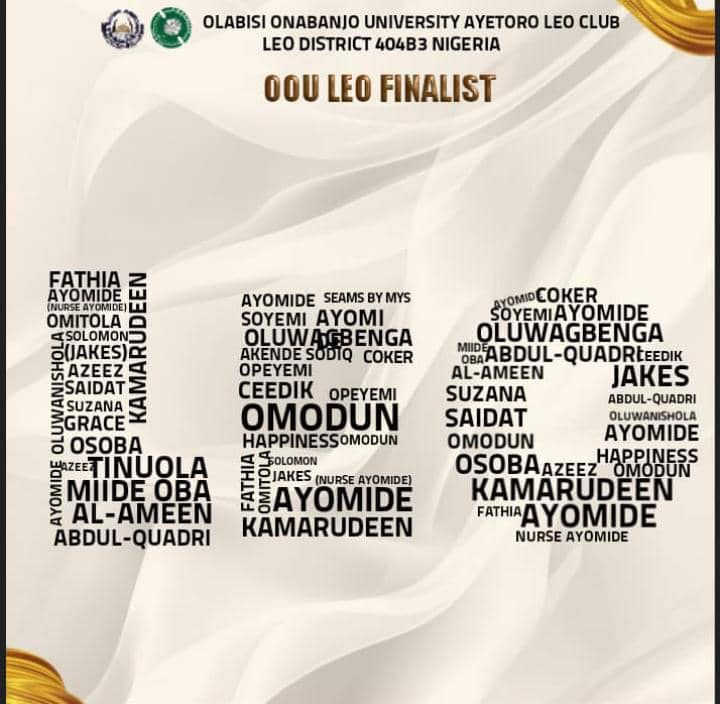 OLABISI ONABANJO UNIVERSITY AYETORO LEO CLUB
LEO DISTRICT 404B3 NIGERIA
OOU LEO FINALIST
FATHIA
AYOMIDE
(NURSE AYOMIDE)
OMITOLA
SOLOMON
(JAKES)
AZEEZ
SAIDAT
SUZANA
GRACE
KAMARUDEEN
OLUWANISHOLA
AYOMIDE
OSOBA
AZEEZ
TINUOLA
MIIDE OBA
AL-AMEEN
ABDUL-QUADRI
AYOMIDE
SEAMS BY MYS
SOYEMI
AYOMI
DE
OLUWAGBENGA
AKENDE SODIQ
COKER
OPEYEMI
CEEDIK
OPEYEMI
OMODUN
HAPPINESS
OMODUN
FATHIA
OMITOLA
SOLOMON
JAKES
(NURSE AYOMIDE)
AYOMIDE
KAMARUDEEN
AYOMID
COKER
SOYEMI
AYOMIDE
OLUWAGBENGA
MIIDE
OBA
ABDUL-QUADRI
CEEDIK
AL-AMEEN
JAKES
SUZANA
ABDUL-QUADRI
SAIDAT
OLUWANISHOLA
AYOMIDE
OMODUN
HAPPINESS
OSOBA
AZEEZ
OMODUN
KAMARUDEEN
FATHIA
AYOMIDE
NURSE AYOMIDE